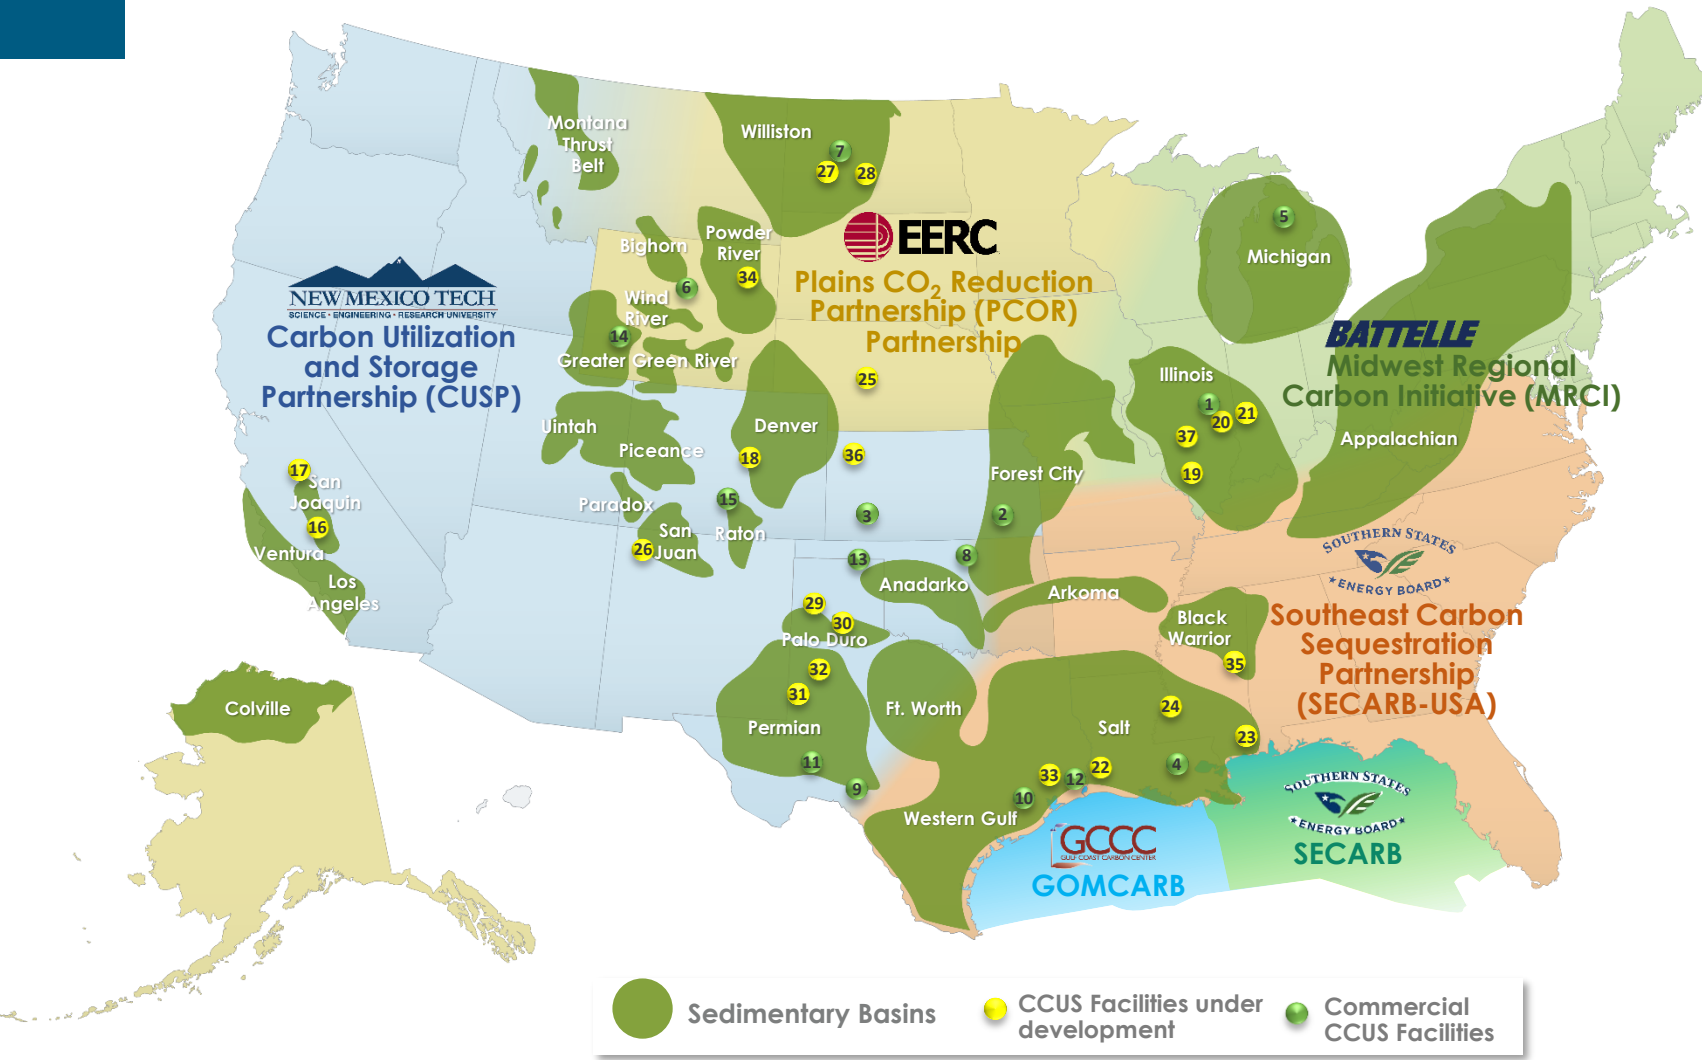 Montana
Thrust
Belt
Williston
7
27
28
5
Michigan
Bighorn
Powder
River
34
6
Wind
River
14
Greater Green River
EERC
Plains CO2 Reduction
Partnership (PCOR)
Partnership
25
NEW MEXICO TECH
SCIENCE • ENGINEERING • RESEARCH UNIVERSITY
Carbon Utilization
and Storage
Partnership (CUSP)
BATTELLE
Midwest Regional
Carbon Initiative (MRCI)
Appalachian
Illinois
1
20
21
37
19
Uintah
Piceance
Denver
18
36
Forest City
2
17
San
Joaquin
16
Ventura
Los
Angeles
Paradox
San
Juan
26
15
Raton
3
13
8
Anadarko
Arkoma
29
30
Palo Duro
32
31
Permian
11
9
Ft. Worth
Black
Warrior
35
SOUTHERN STATES
★ENERGY BOARD★
Southeast Carbon
Sequestration
Partnership
(SECARB-USA)
24
Salt
23
22
4
33
12
10
Western Gulf
GCCC
GULF COAST CARBON CENTER
GOMCARB
SOUTHERN STATES
★ENERGY BOARD★
SECARB
Colville
Sedimentary Basins
CCUS Facilities under
development
Commercial
CCUS Facilities